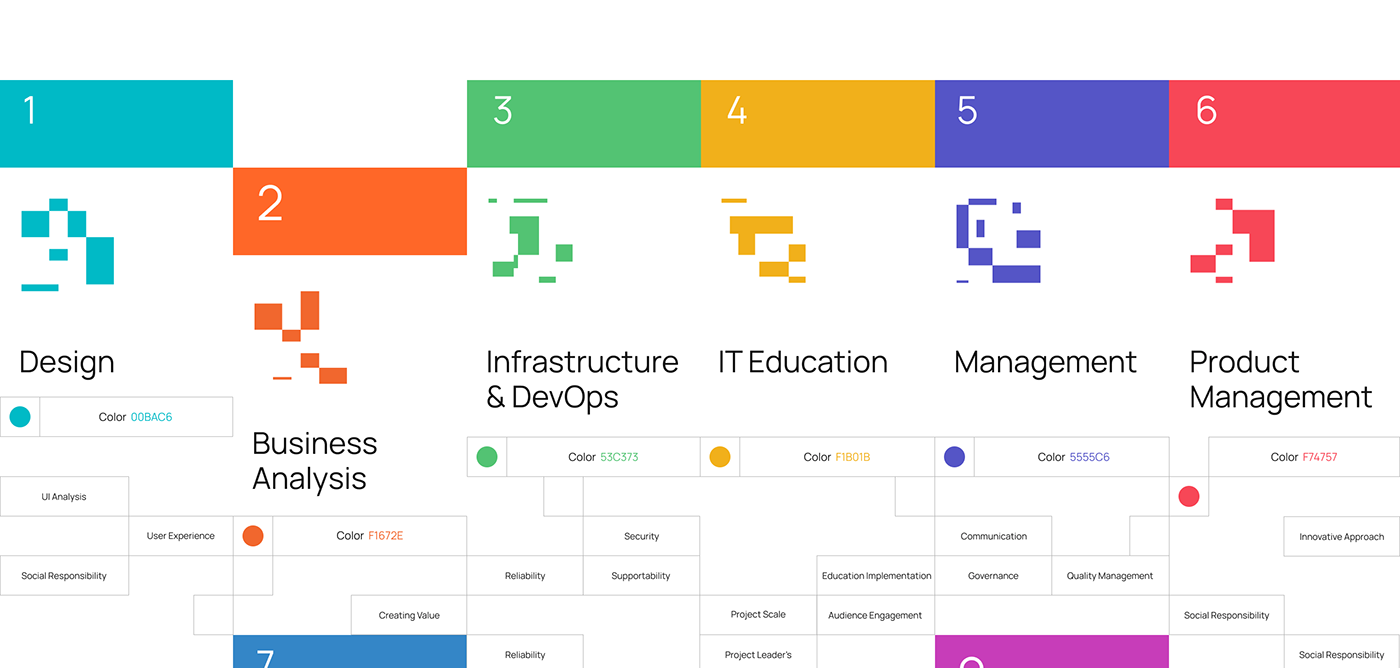 1
2
3
4
5
6
Design
Color 00BAC6
UI Analysis
User Experience
Social Responsibility
Business
Analysis
Color F1672E
Creating Value
7
Infrastructure
& DevOps
Color 53C373
Security
Reliability
Supportability
Reliability
IT Education
Color F1B01B
Education Implementation
Project Scale
Audience Engagement
Project Leader's
Management
Color 5555C6
Communication
Governance
Quality Management
Product
Management
Color F74757
Innovative Approach
Social Responsibility
Social Responsibility